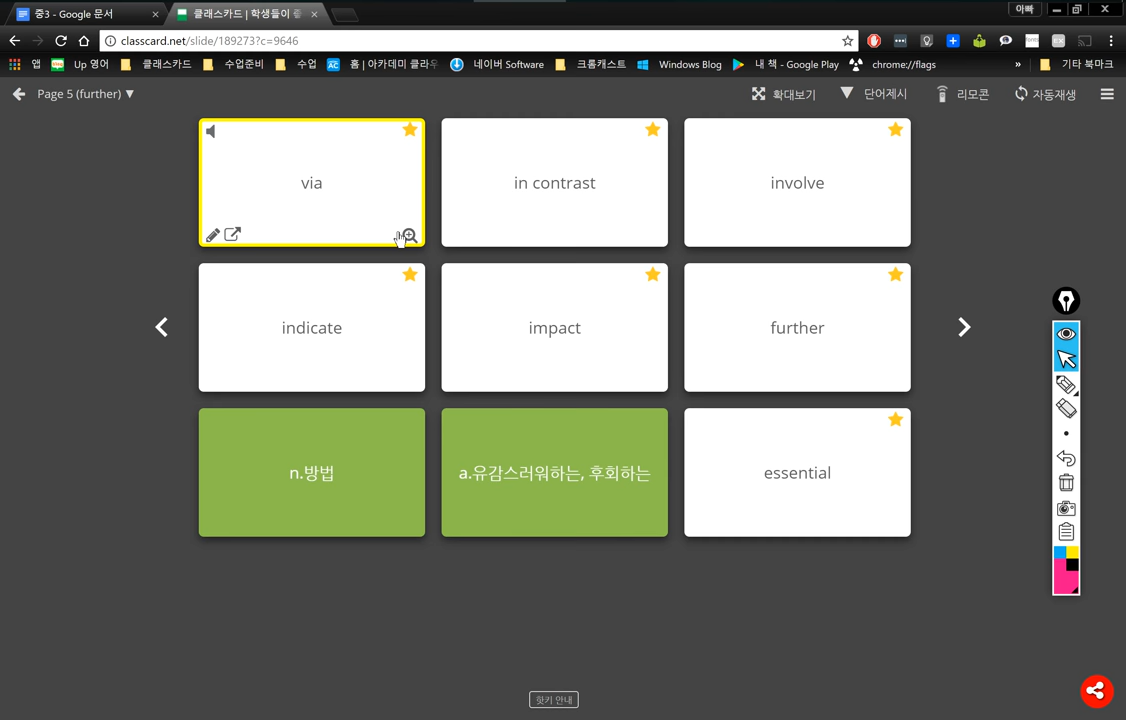 중3 - Google 문서
클래스카드 | 학생들이
아빠
classcard.net/slide/189273?c=9646
앱
Up 영어
클래스카드
수업준비
수업
홈 | 아카데미 클라우
네이버 Software
크롬캐스트
Windows Blog
내 책 - Google Play
chrome://flags
»
기타 북마크
Page 5 (further) ▼
확대보기
단어제시
리모콘
자동재생
via
in contrast
involve
indicate
impact
further
n.방법
a.유감스러워하는, 후회하는
essential
핫키 안내